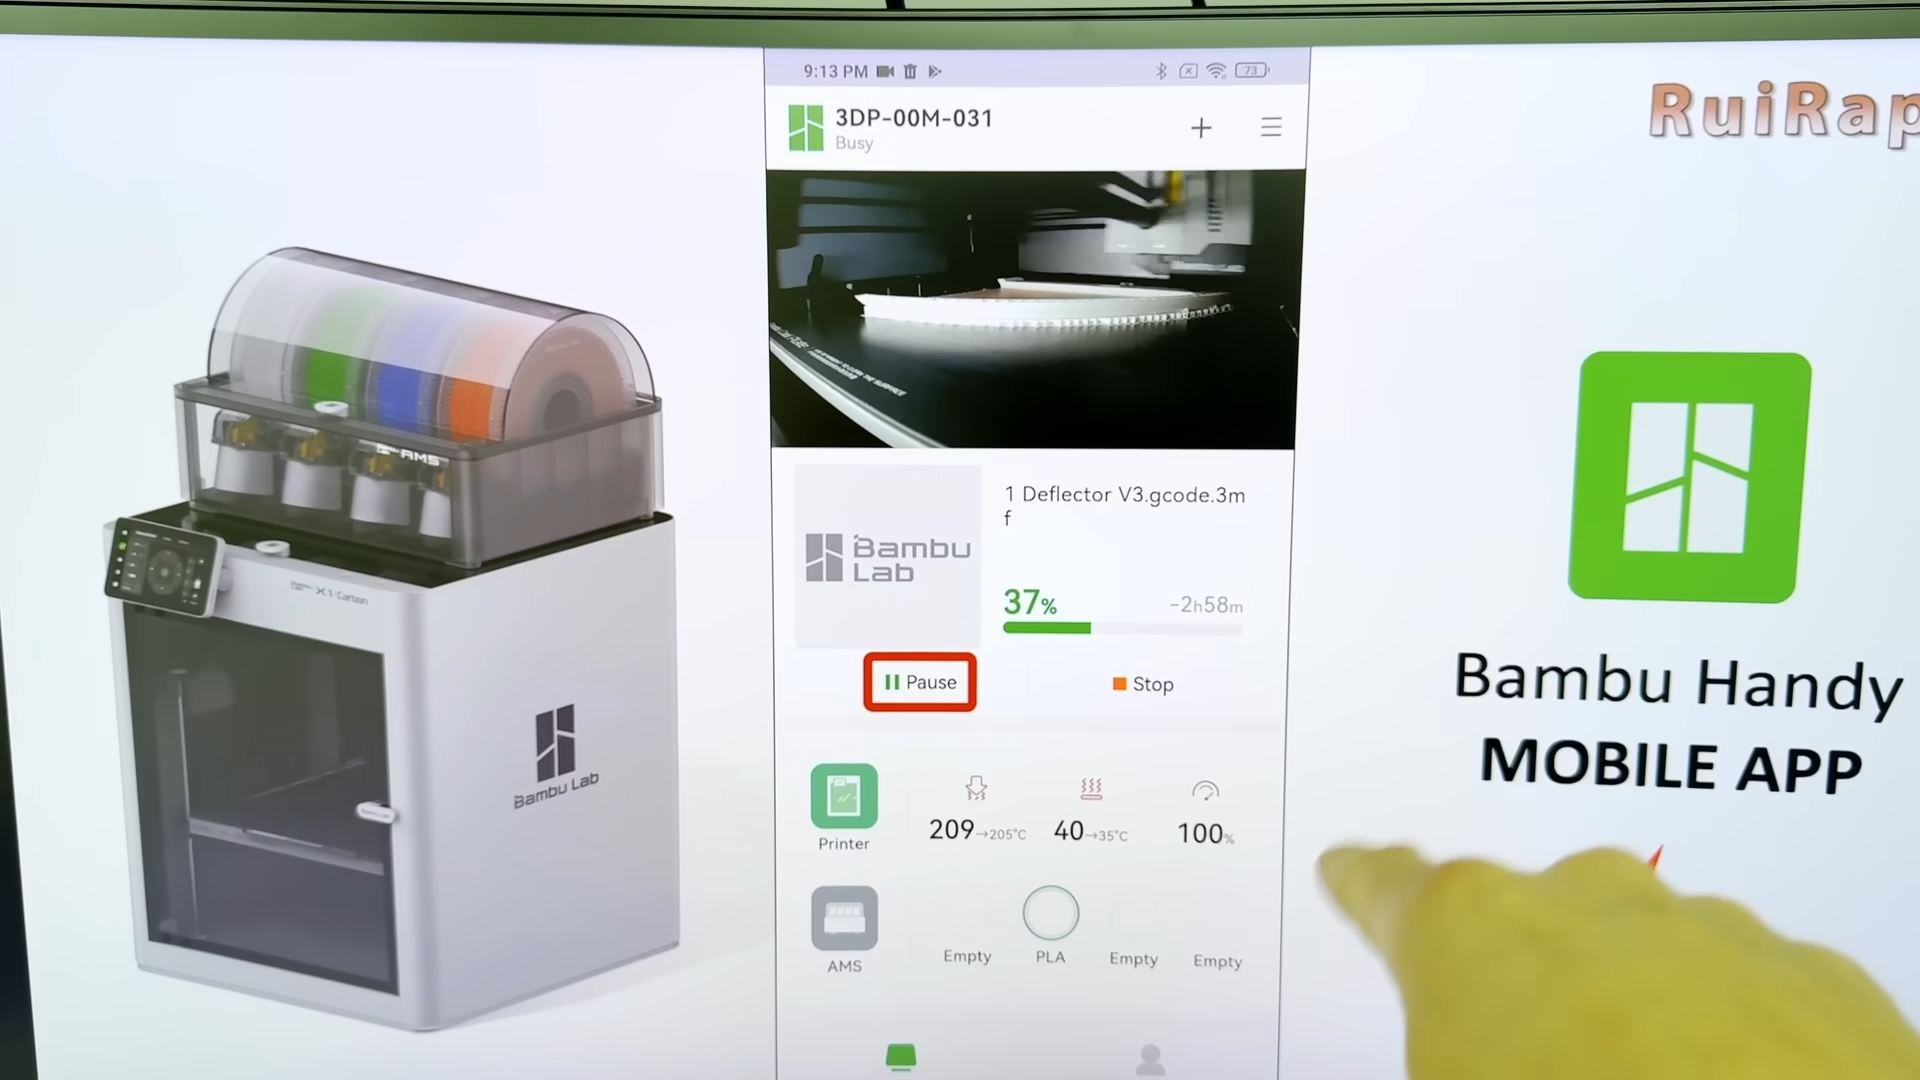 9:13 PM
73
3DP-00M-031
Busy
RuiRap
1 Deflector V3.gcode.3m
f
Bambu
Lab
37%
-2h58m
Pause
Stop
Printer
209→205°C
40→35°C
100%
AMS
Empty
PLA
Empty
Empty
AMS
X1-Carbon
Bambu Lab
Bambu Handy
MOBILE APP